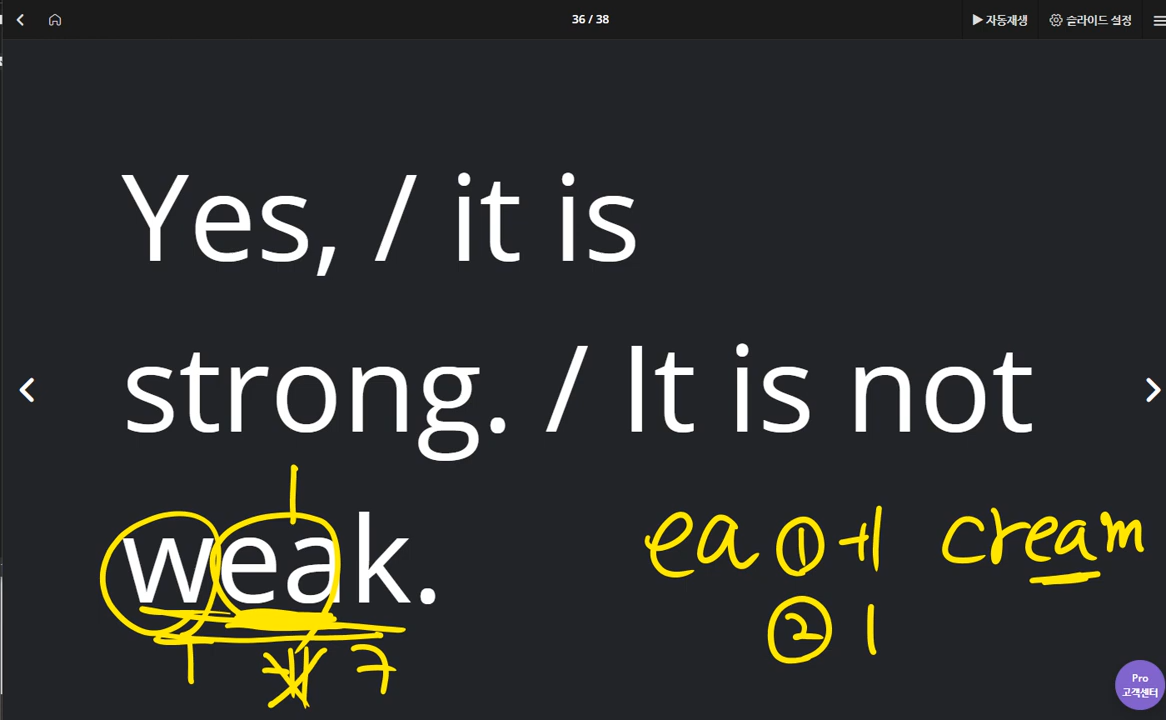 36 / 38
▶ 자동재생
슬라이드 설정
Yes, / it is
strong. / It is not
weak.
ea ① ㅔ cream
② ㅣ
ㅣ
ㅜ
ㅋ
Pro
고객센터